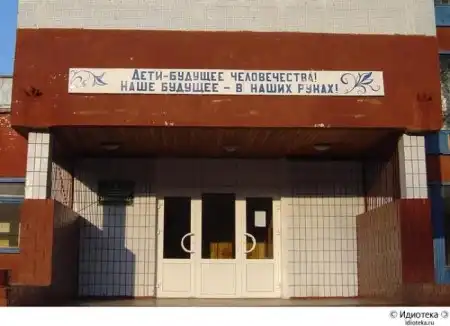 ДЕТИ-БУДУЩЕЕ ЧЕЛОВЕЧЕСТВА!
НАШЕ БУДУЩЕЕ – В НАШИХ РУКАХ!
© Идиотека Э
idioteka.ru